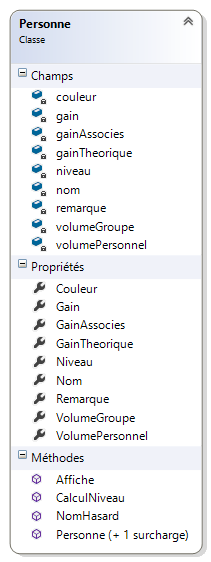 Personne
Classe
Champs
couleur
gain
gainAssocies
gainTheorique
niveau
nom
remarque
volumeGroupe
volumePersonnel
Propriétés
Couleur
Gain
GainAssocies
GainTheorique
Niveau
Nom
Remarque
VolumeGroupe
VolumePersonnel
Méthodes
Affiche
CalculNiveau
NomHasard
Personne (+ 1 surcharge)